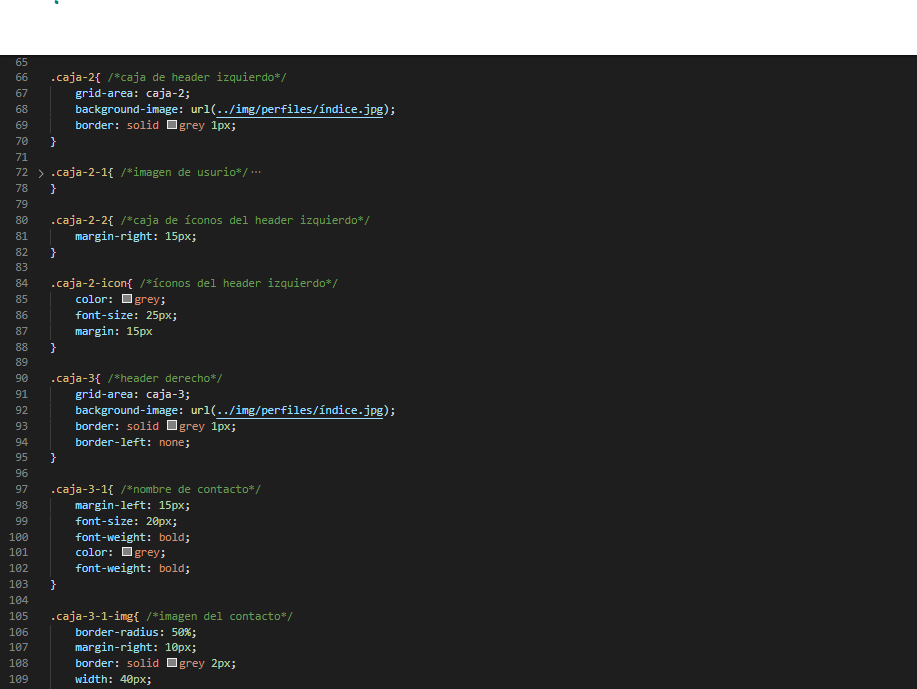 65
66 .caja-2{ /*caja de header izquierdo*/
67 grid-area: caja-2;
68 background-image: url(../img/perfiles/índice.jpg);
69 border: solid grey 1px;
70 }
71
72 .caja-2-1{ /*imagen de usurio*/···
78 }
79
80 .caja-2-2{ /*caja de íconos del header izquierdo*/
81 margin-right: 15px;
82 }
83
84 .caja-2-icon{ /*íconos del header izquierdo*/
85 color: grey;
86 font-size: 25px;
87 margin: 15px
88 }
89
90 .caja-3{ /*header derecho*/
91 grid-area: caja-3;
92 background-image: url(../img/perfiles/índice.jpg);
93 border: solid grey 1px;
94 border-left: none;
95 }
96
97 .caja-3-1{ /*nombre de contacto*/
98 margin-left: 15px;
99 font-size: 20px;
100 font-weight: bold;
101 color: grey;
102 font-weight: bold;
103 }
104
105 .caja-3-1-img{ /*imagen del contacto*/
106 border-radius: 50%;
107 margin-right: 10px;
108 border: solid grey 2px;
109 width: 40px;